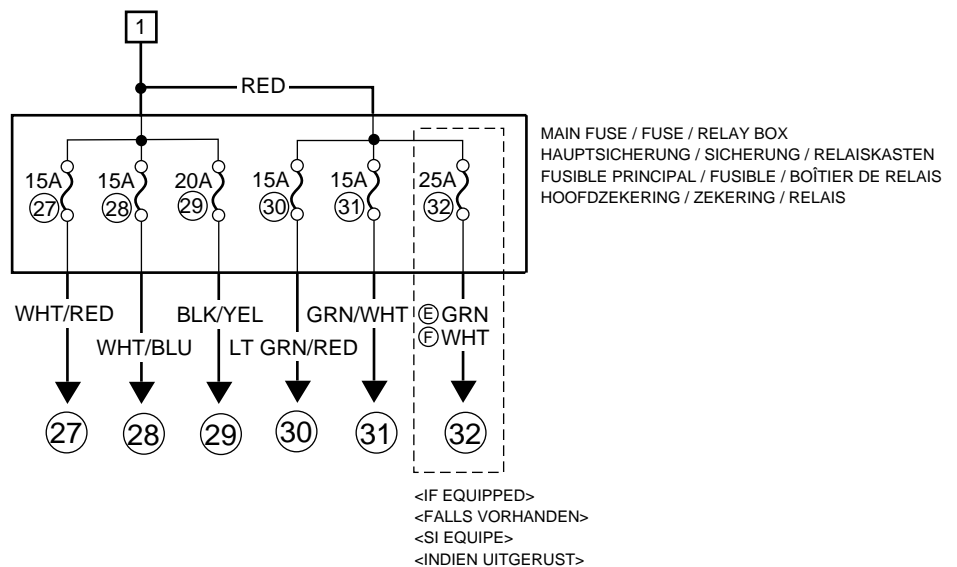 1
RED
MAIN FUSE / FUSE / RELAY BOX
HAUPTSICHERUNG / SICHERUNG / RELAISKASTEN
FUSIBLE PRINCIPAL / FUSIBLE / BOÎTIER DE RELAIS
HOOFDZEKERING / ZEKERING / RELAIS
15A 15A 20A 15A 15A 25A
27 28 29 30 31 32
WHT/RED BLK/YEL GRN/WHT Ⓔ GRN
WHT/BLU LT GRN/RED Ⓕ WHT
27 28 29 30 31 32
<IF EQUIPPED>
<FALLS VORHANDEN>
<SI EQUIPE>
<INDIEN UITGERUST>